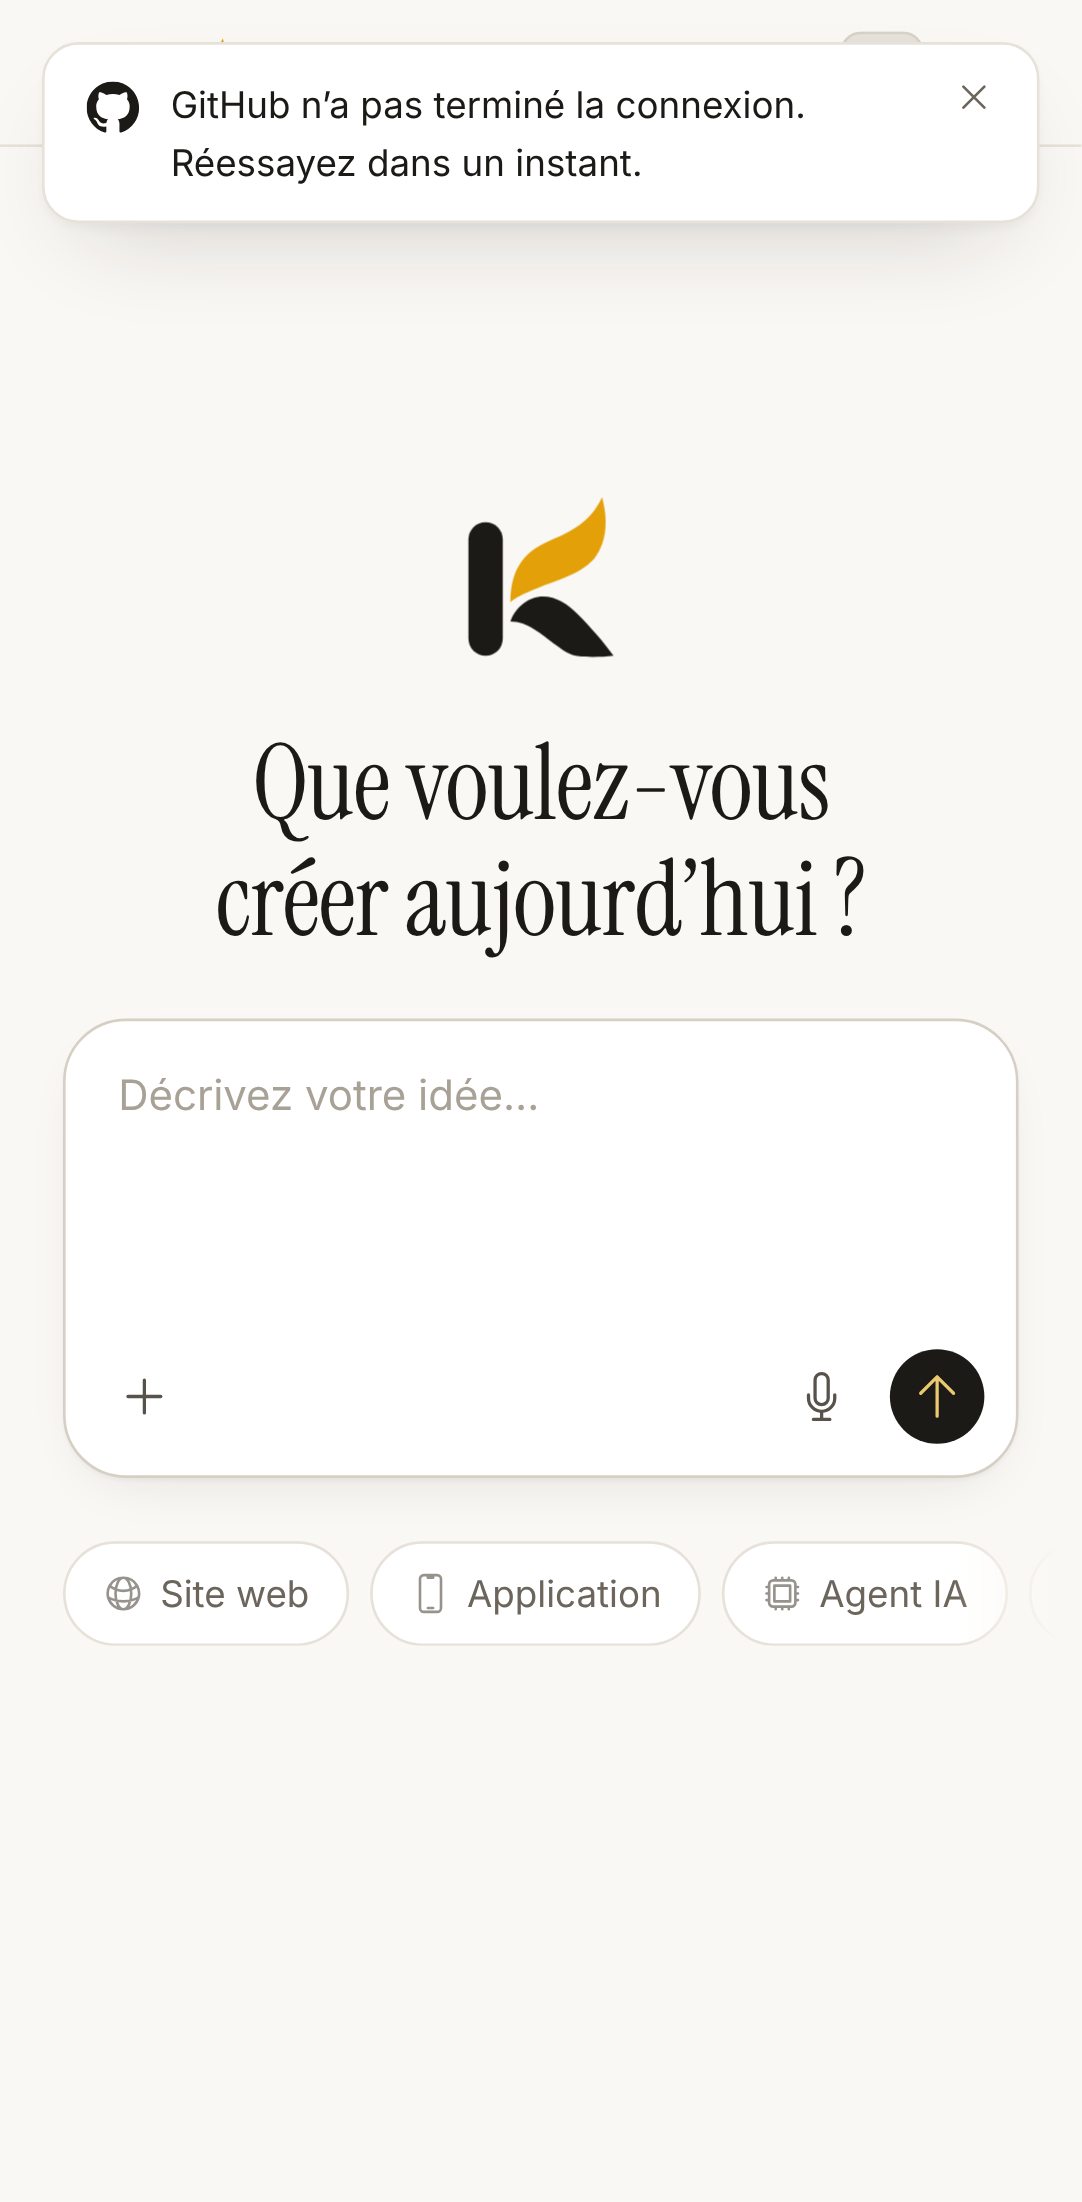 GitHub n’a pas terminé la connexion.
Réessayez dans un instant.
Que voulez-vous
créer aujourd’hui ?
Décrivez votre idée...
Site web
Application
Agent IA